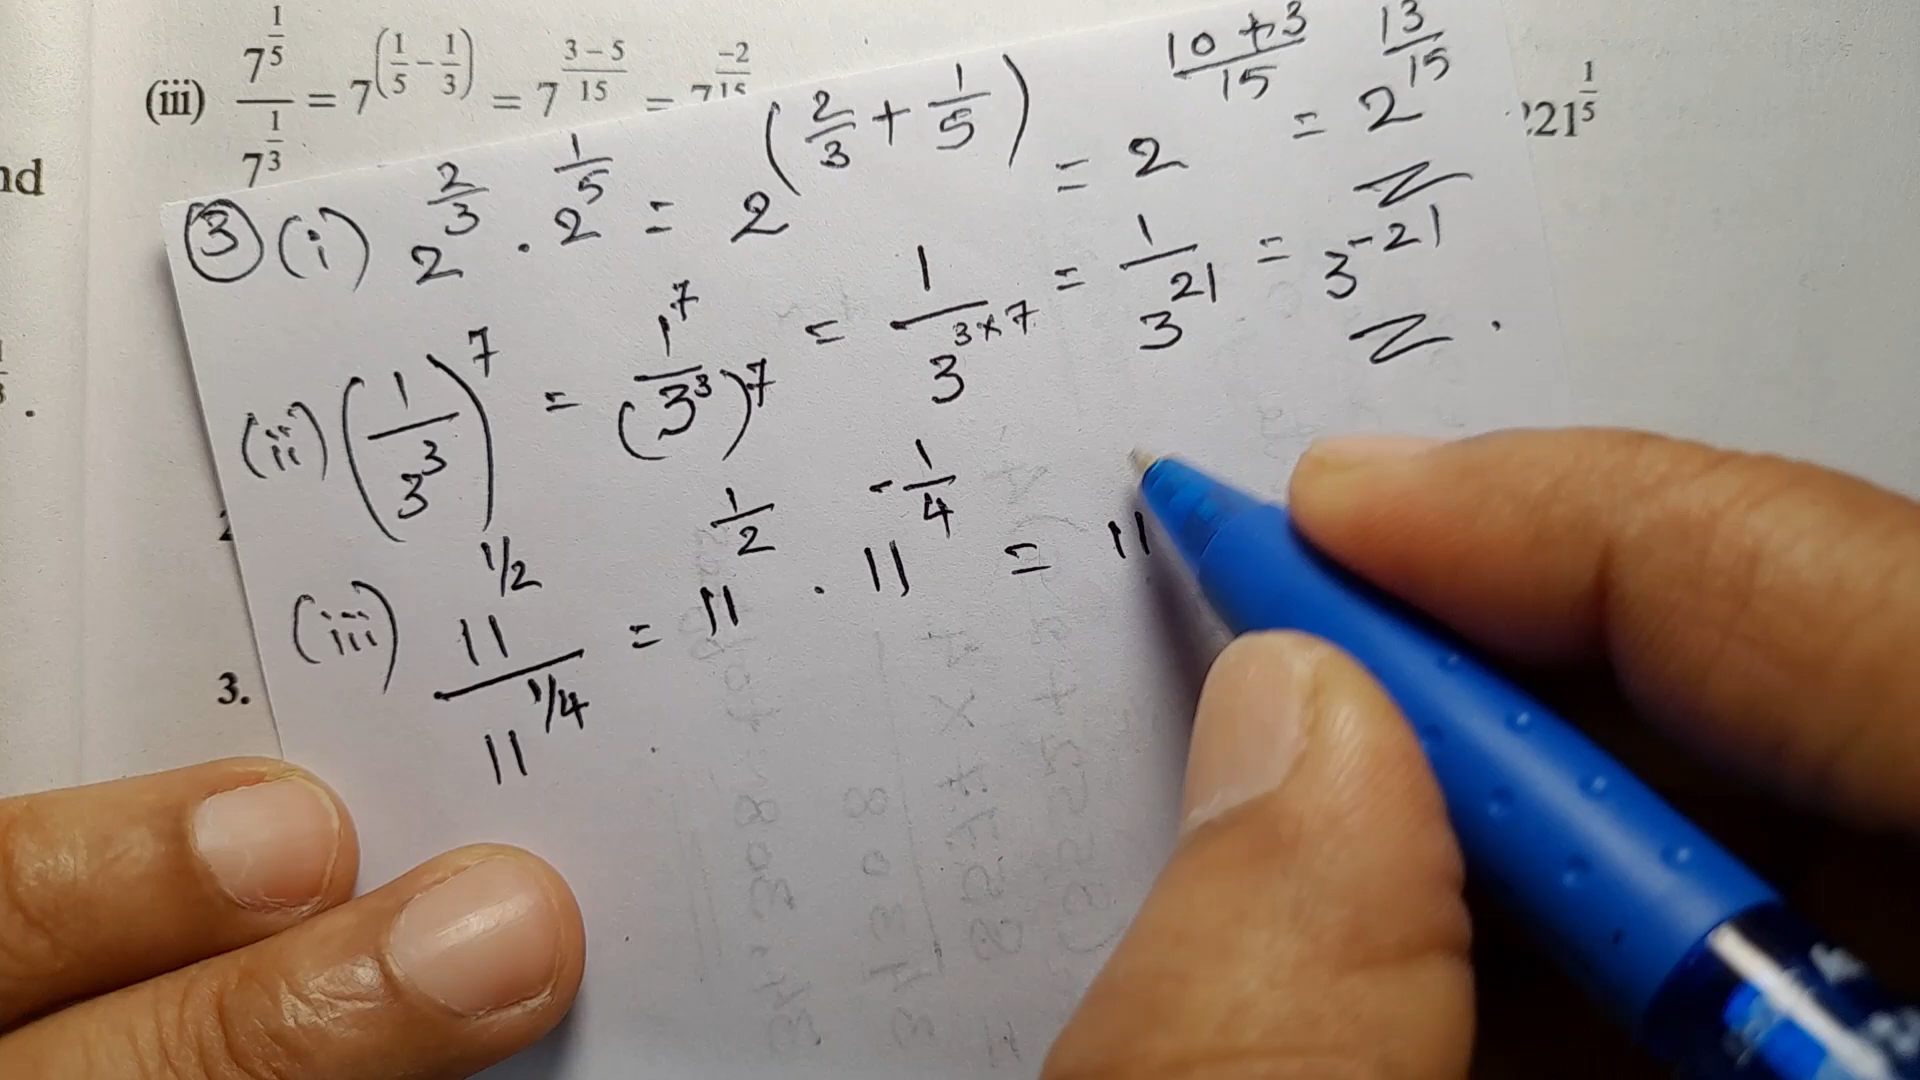 (iii) 7^(1/5) / 7^(1/3) = 7^(1/5 - 1/3) = 7^((3-5)/15) = 7^(-2/15)
21^(1/5)
nd
③ (i) 2^(2/3) . 2^(1/5) = 2^(2/3 + 1/5) = 2^((10+3)/15) = 2^(13/15)
(ii) (1/3^3)^7 = 1^7/(3^3)^7 = 1/3^(3×7) = 1/3^21 = 3^-21
(iii) 11^(1/2) / 11^(1/4) = 11^(1/2) . 11^(-1/4) = 11
3.